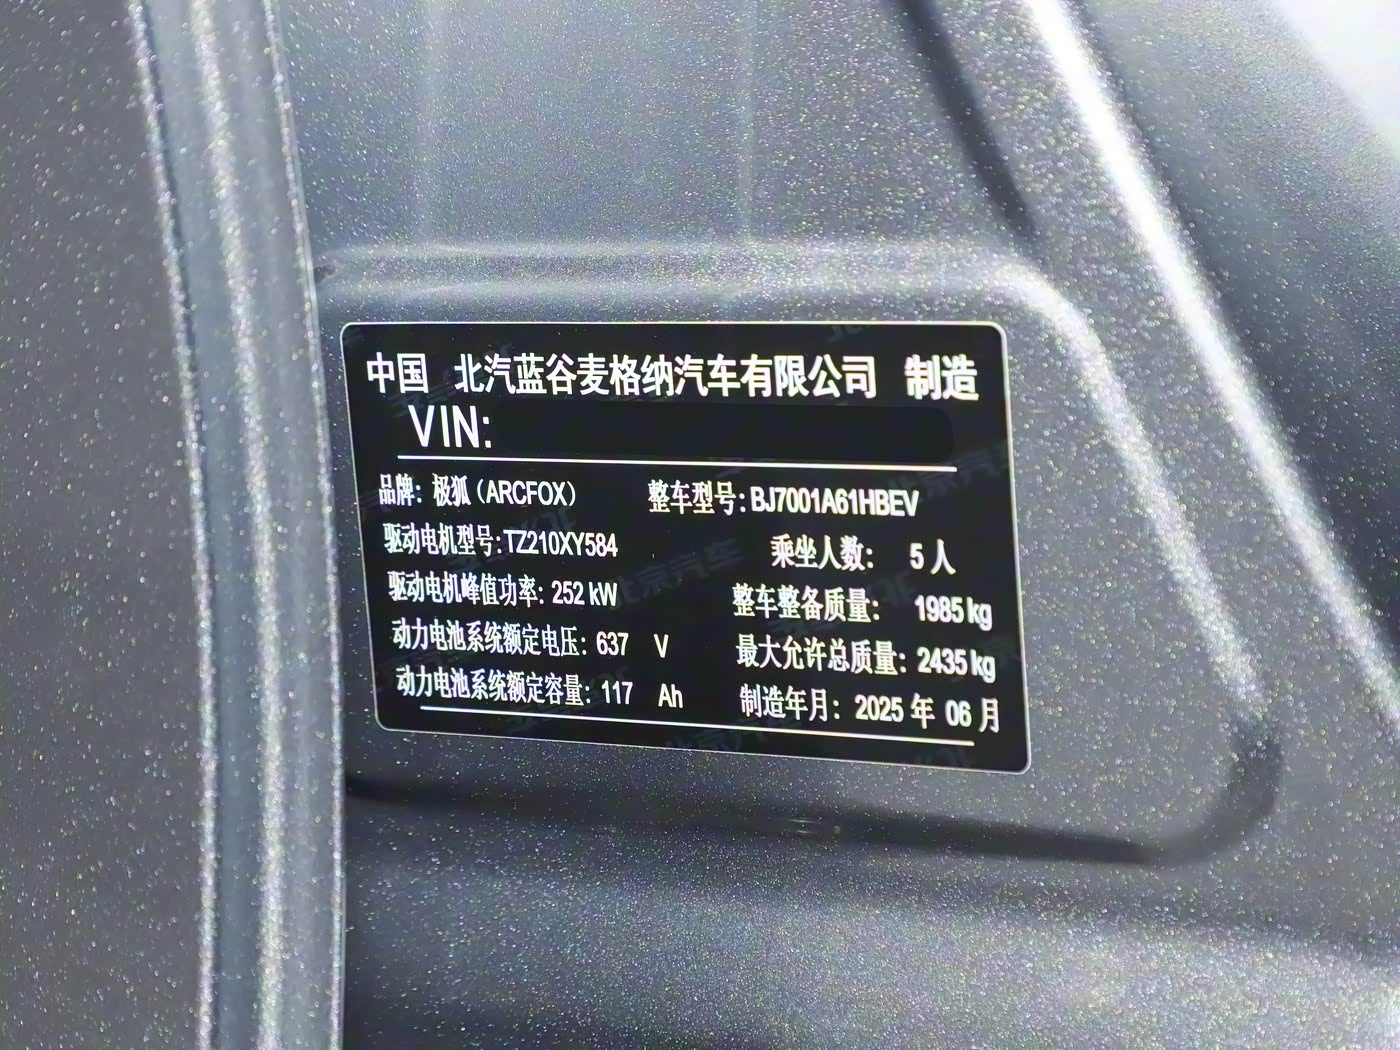 中国 北汽蓝谷麦格纳汽车有限公司 制造
VIN:
品牌: 极狐 (ARCFOX) 整车型号: BJ7001A61HBEV
驱动电机型号: TZ210XY584 乘坐人数: 5 人
驱动电机峰值功率: 252 kW 整车整备质量: 1985 kg
动力电池系统额定电压: 637 V 最大允许总质量: 2435 kg
动力电池系统额定容量: 117 Ah 制造年月: 2025 年 06 月